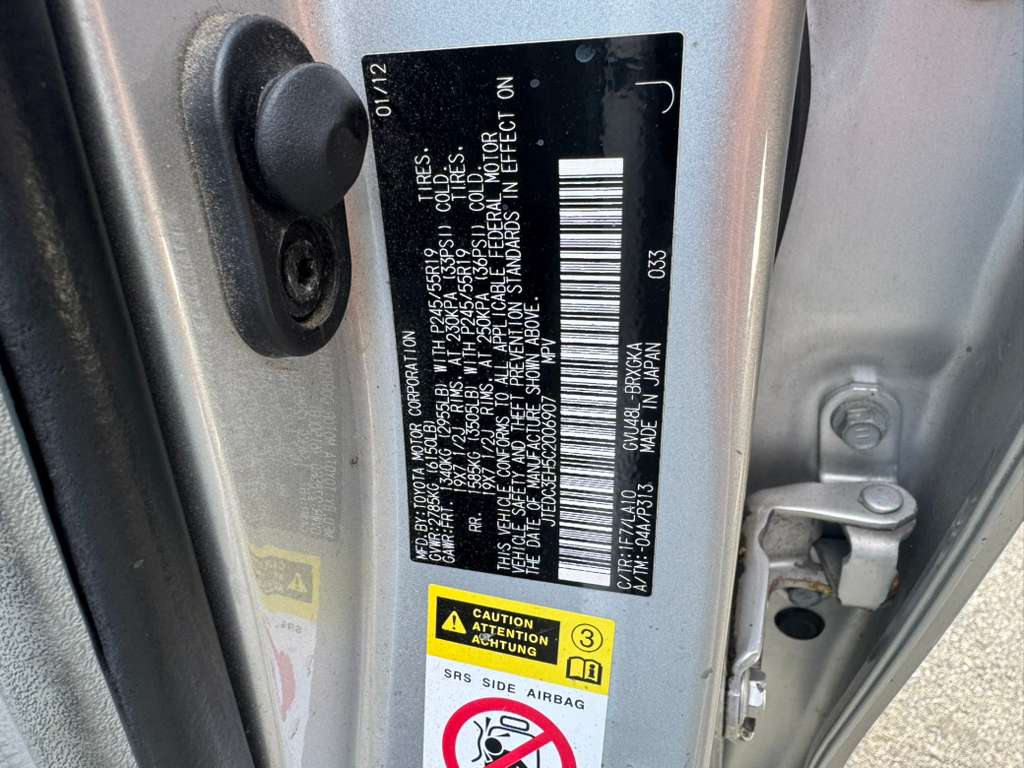 MFD.BY:TOYOTA MOTOR CORPORATION 01/12
GVWR:2785KG (6150LB)
GAWR:FRT. 1340KG (2955LB) WITH P245/55R19 TIRES.
19X7 1/2J RIMS. AT 230KPA (33PSI) COLD.
RR 1585KG (3505LB) WITH P245/55R19 TIRES.
19X7 1/2J RIMS. AT 250KPA (36PSI) COLD.
THIS VEHICLE CONFORMS TO ALL APPLICABLE FEDERAL MOTOR
VEHICLE SAFETY AND THEFT PREVENTION STANDARDS IN EFFECT ON
THE DATE OF MANUFACTURE SHOWN ABOVE.
JTEDC3EH5C2006907 MPV
C/TR:1F7/LA10 GVU48L-BRXGKA 033
A/TM:-04A/P313 MADE IN JAPAN
J
CAUTION
ATTENTION
ACHTUNG
3
SRS SIDE AIRBAG